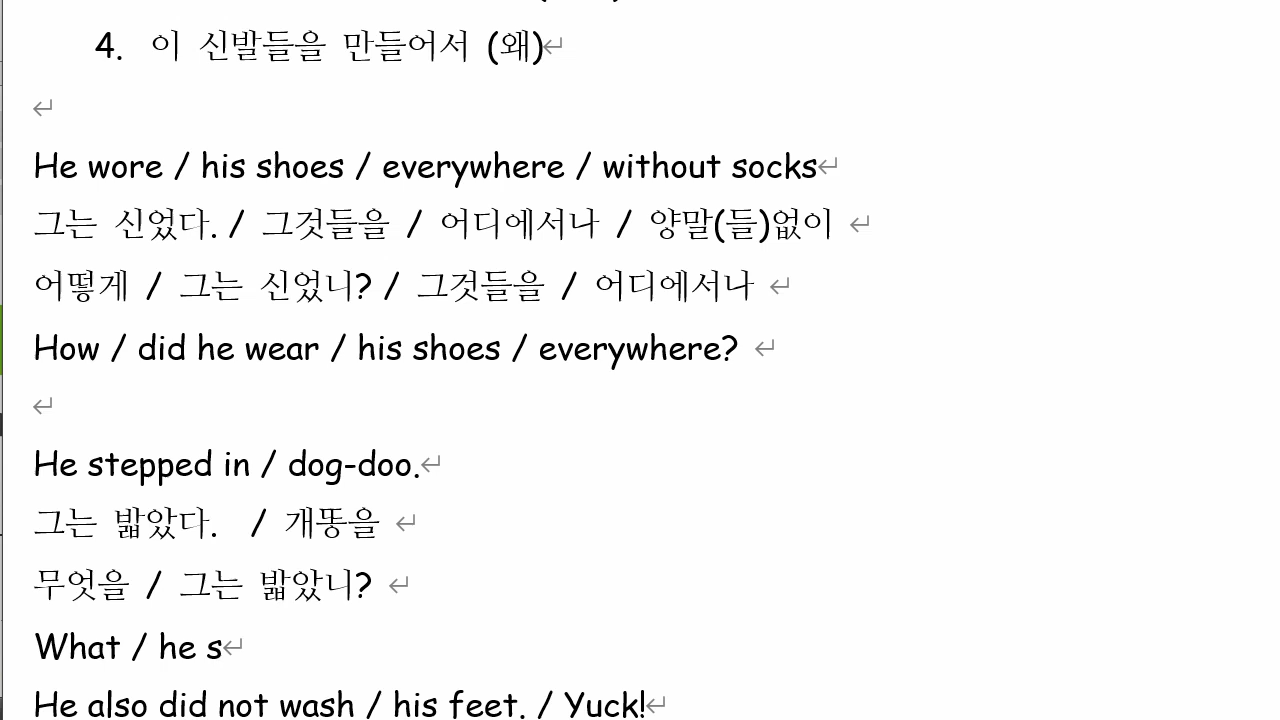 4. 이 신발들을 만들어서 (왜)↵
↵
He wore / his shoes / everywhere / without socks↵
그는 신었다. / 그것들을 / 어디에서나 / 양말(들)없이 ↵
어떻게 / 그는 신었니? / 그것들을 / 어디에서나 ↵
How / did he wear / his shoes / everywhere? ↵
↵
He stepped in / dog-doo.↵
그는 밟았다. / 개똥을 ↵
무엇을 / 그는 밟았니? ↵
What / he s↵
He also did not wash / his feet. / Yuck!↵